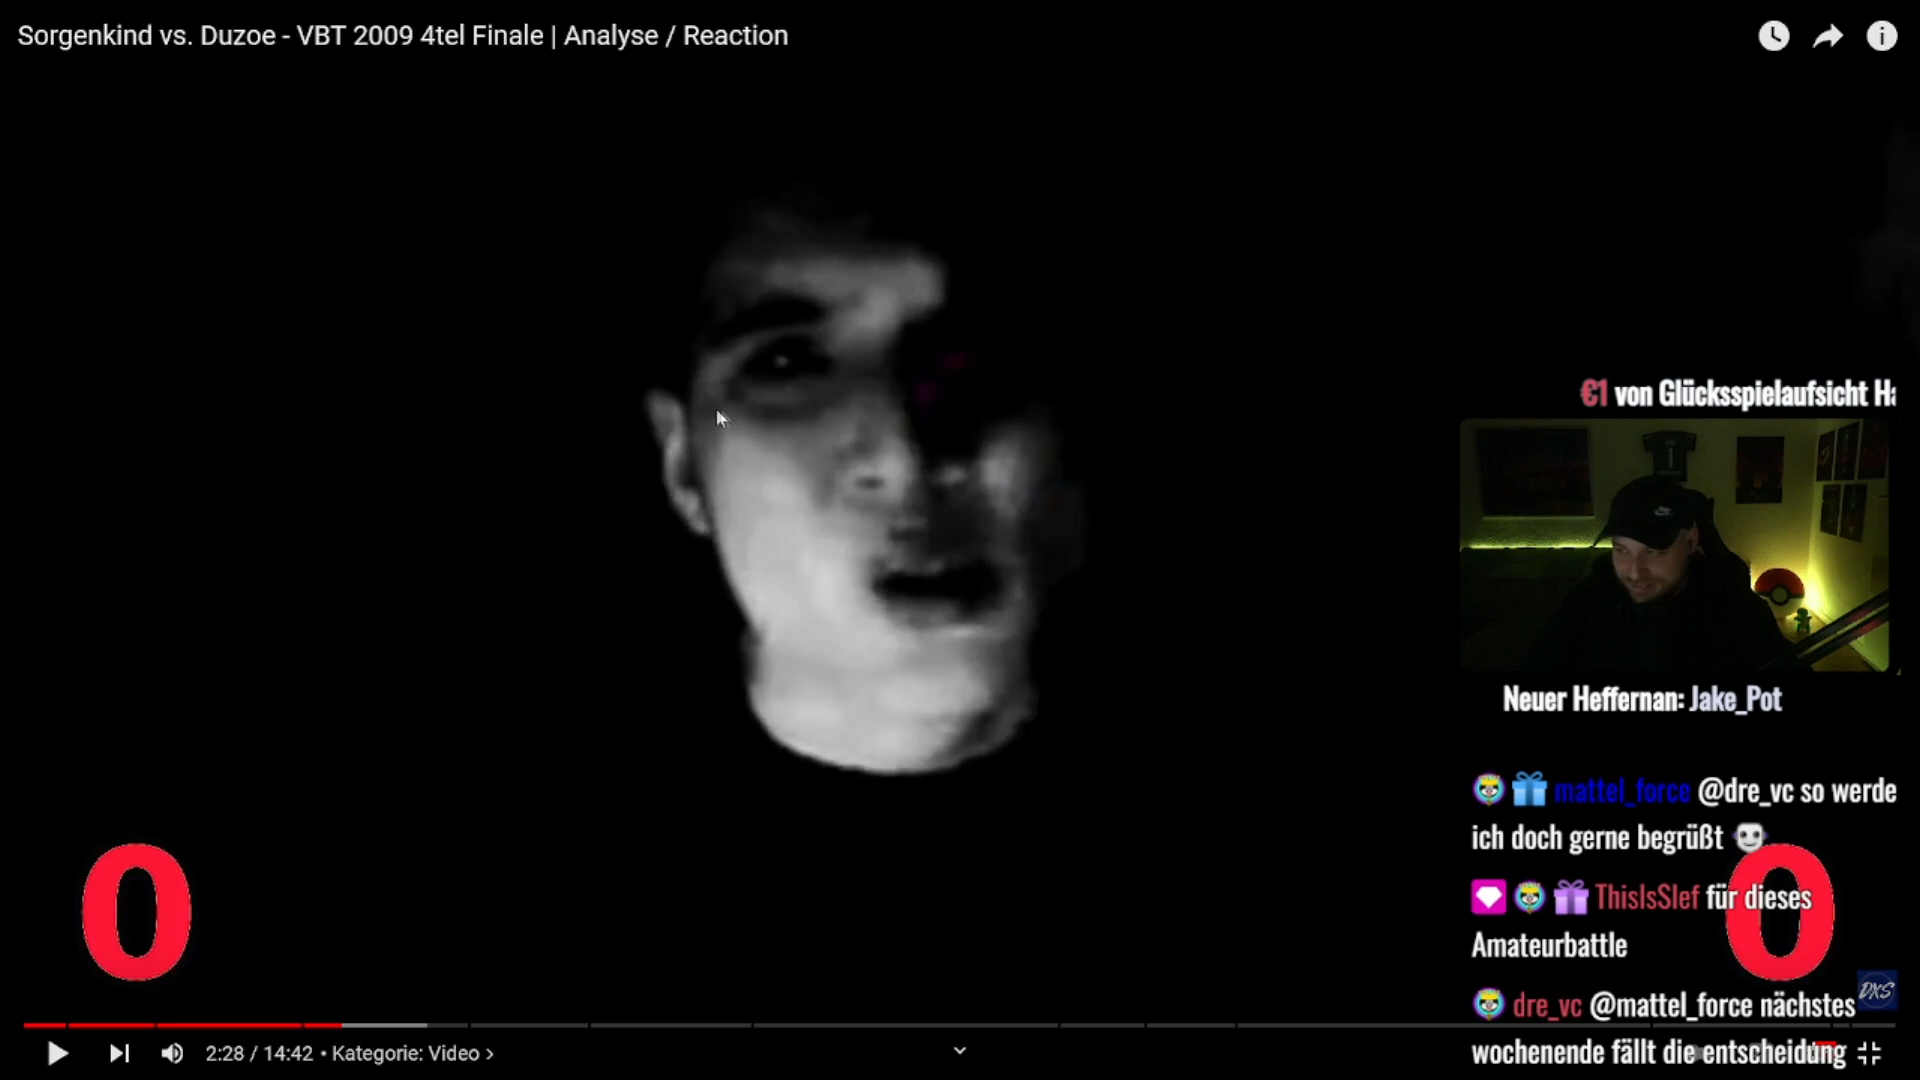 Sorgenkind vs. Duzoe - VBT 2009 4tel Finale | Analyse / Reaction
€1 von Glücksspielaufsicht Ha
Neuer Heffernan: Jake_Pot
mattel_force @dre_vc so werde
ich doch gerne begrüßt
ThisIsSlef für dieses
Amateurbattle
dre_vc @mattel_force nächstes
wochenende fällt die entscheidung
0
0
DXS
2:28 / 14:42 • Kategorie: Video >